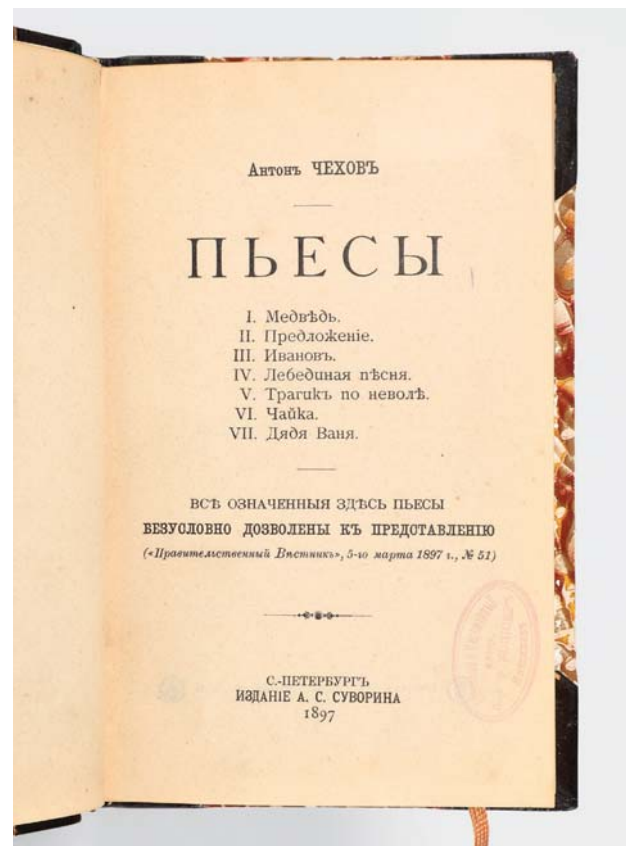 Антонъ ЧЕХОВЪ
ПЬЕСЫ
I. Медвѣдь.
II. Предложеніе.
III. Ивановъ.
IV. Лебединая пѣсня.
V. Трагикъ по неволѣ.
VI. Чайка.
VII. Дядя Ваня.
ВСѢ ОЗНАЧЕННЫЯ ЗДѢСЬ ПЬЕСЫ
БЕЗУСЛОВНО ДОЗВОЛЕНЫ КЪ ПРЕДСТАВЛЕНІЮ
(«Правительственный Вѣстникъ», 5-го марта 1897 г., № 51)
С.-ПЕТЕРБУРГЪ
ИЗДАНІЕ А. С. СУВОРИНА
1897